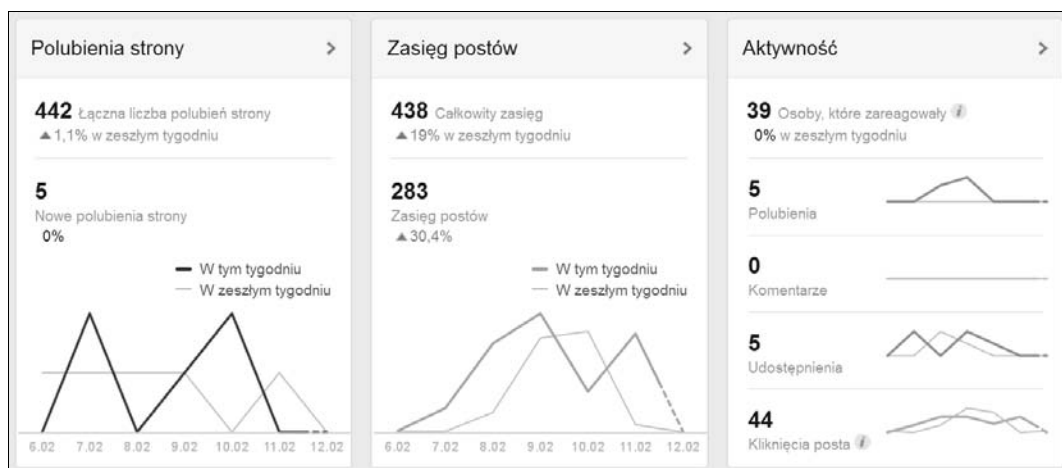 Polubienia strony
442 Łączna liczba polubień strony
1,1% w zeszłym tygodniu
5
Nowe polubienia strony
0%
W tym tygodniu
W zeszłym tygodniu
6.02 7.02 8.02 9.02 10.02 11.02 12.02
Zasięg postów
438 Całkowity zasięg
19% w zeszłym tygodniu
283
Zasięg postów
30,4%
W tym tygodniu
W zeszłym tygodniu
6.02 7.02 8.02 9.02 10.02 11.02 12.02
Aktywność
39 Osoby, które zareagowały i
0% w zeszłym tygodniu
5
Polubienia
0
Komentarze
5
Udostępnienia
44
Kliknięcia posta i